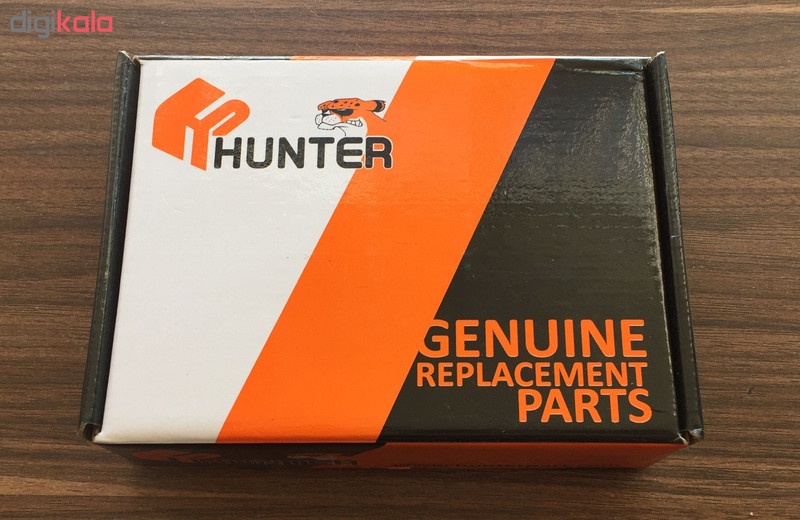 digikala
HUNTER
GENUINE
REPLACEMENT
PARTS